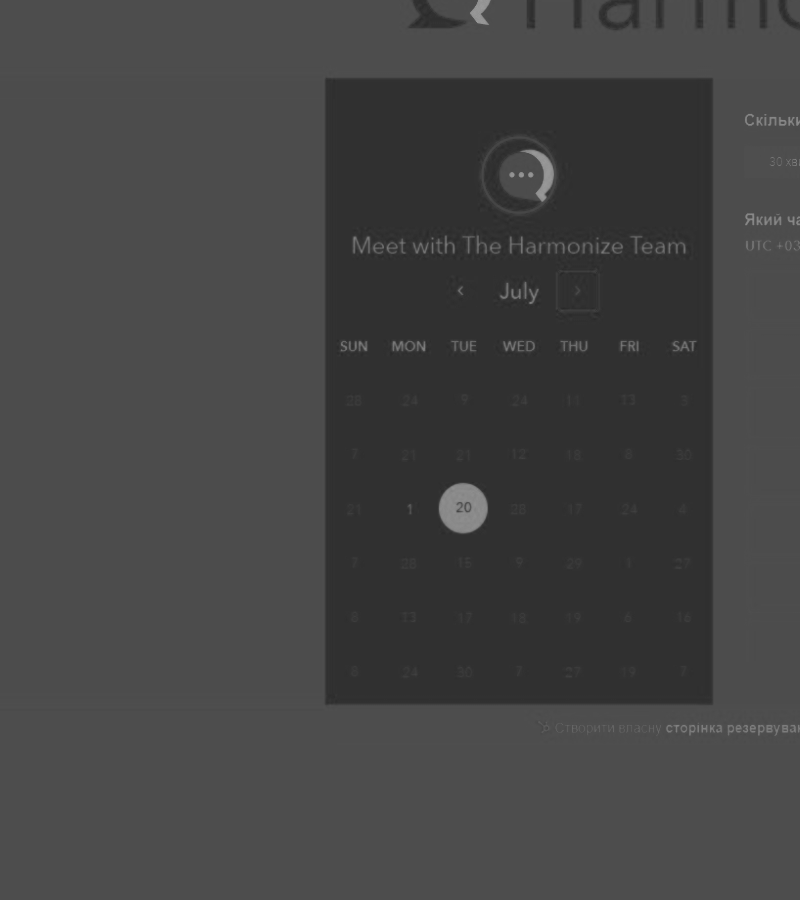 Harmo
Meet with The Harmonize Team
July
SUN MON TUE WED THU FRI SAT
28 24 9 24 11 13 3
7 21 21 12 18 8 30
21 1 20 28 17 24 4
7 28 15 9 29 1 27
8 13 17 18 19 6 16
6 24 30 7 27 19 7
Скільки
30 хв
Який ча
UTC +03
Створити власну сторінка резервуван